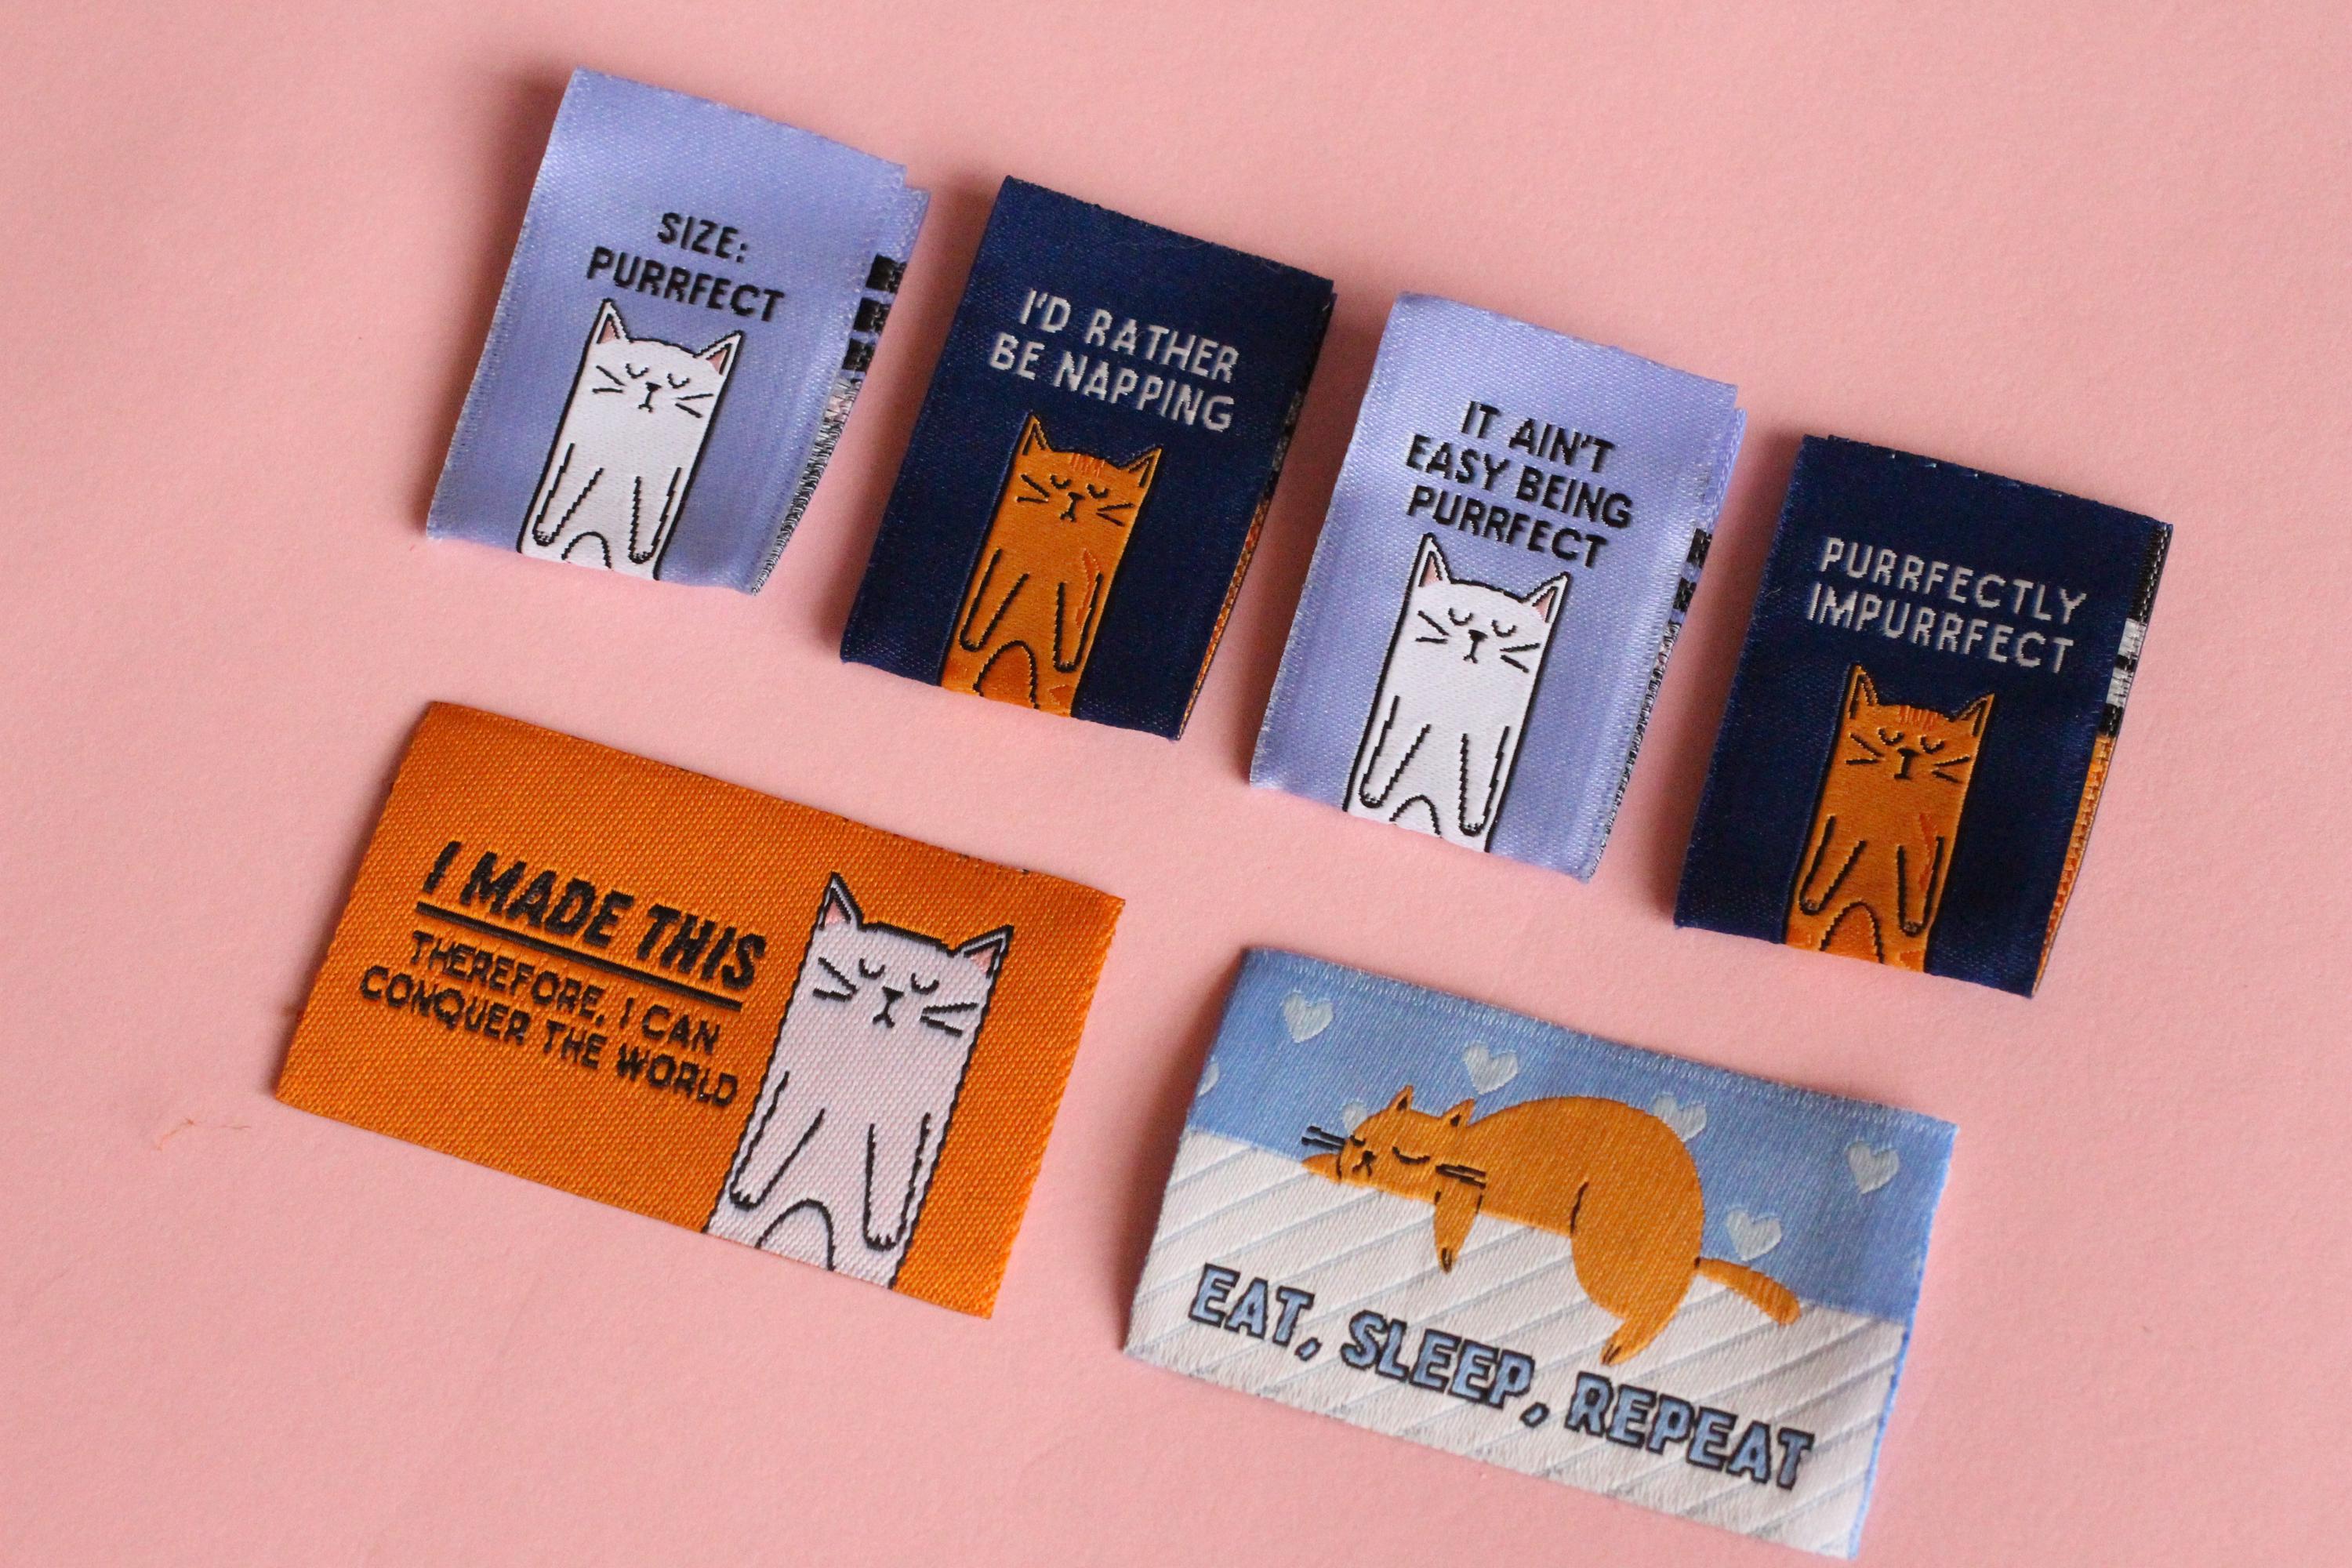 SIZE:
PURRFECT
I'D RATHER
BE NAPPING
IT AIN'T
EASY BEING
PURRFECT
PURRFECTLY
IMPURRFECT
I MADE THIS
THEREFORE, I CAN
CONQUER THE WORLD
EAT, SLEEP, REPEAT